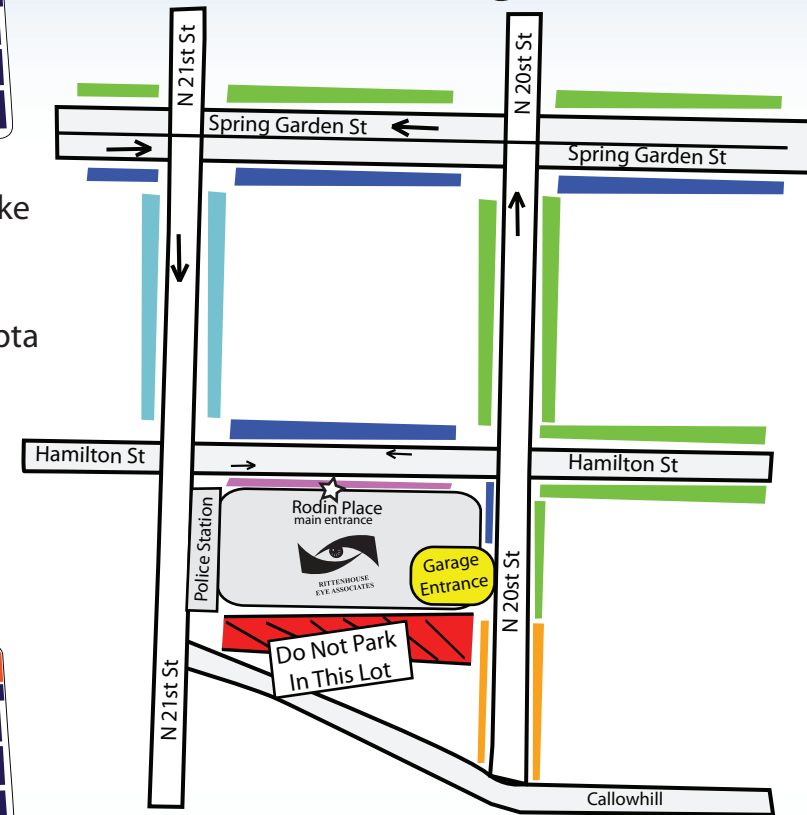 N 21st St
N 20st St
Spring Garden St
Spring Garden St
ke
ota
Hamilton St
Hamilton St
Police Station
Rodin Place
main entrance
RITTENHOUSE
EYE ASSOCIATES
Garage
Entrance
N 20st St
Do Not Park
In This Lot
N 21st St
Callowhill